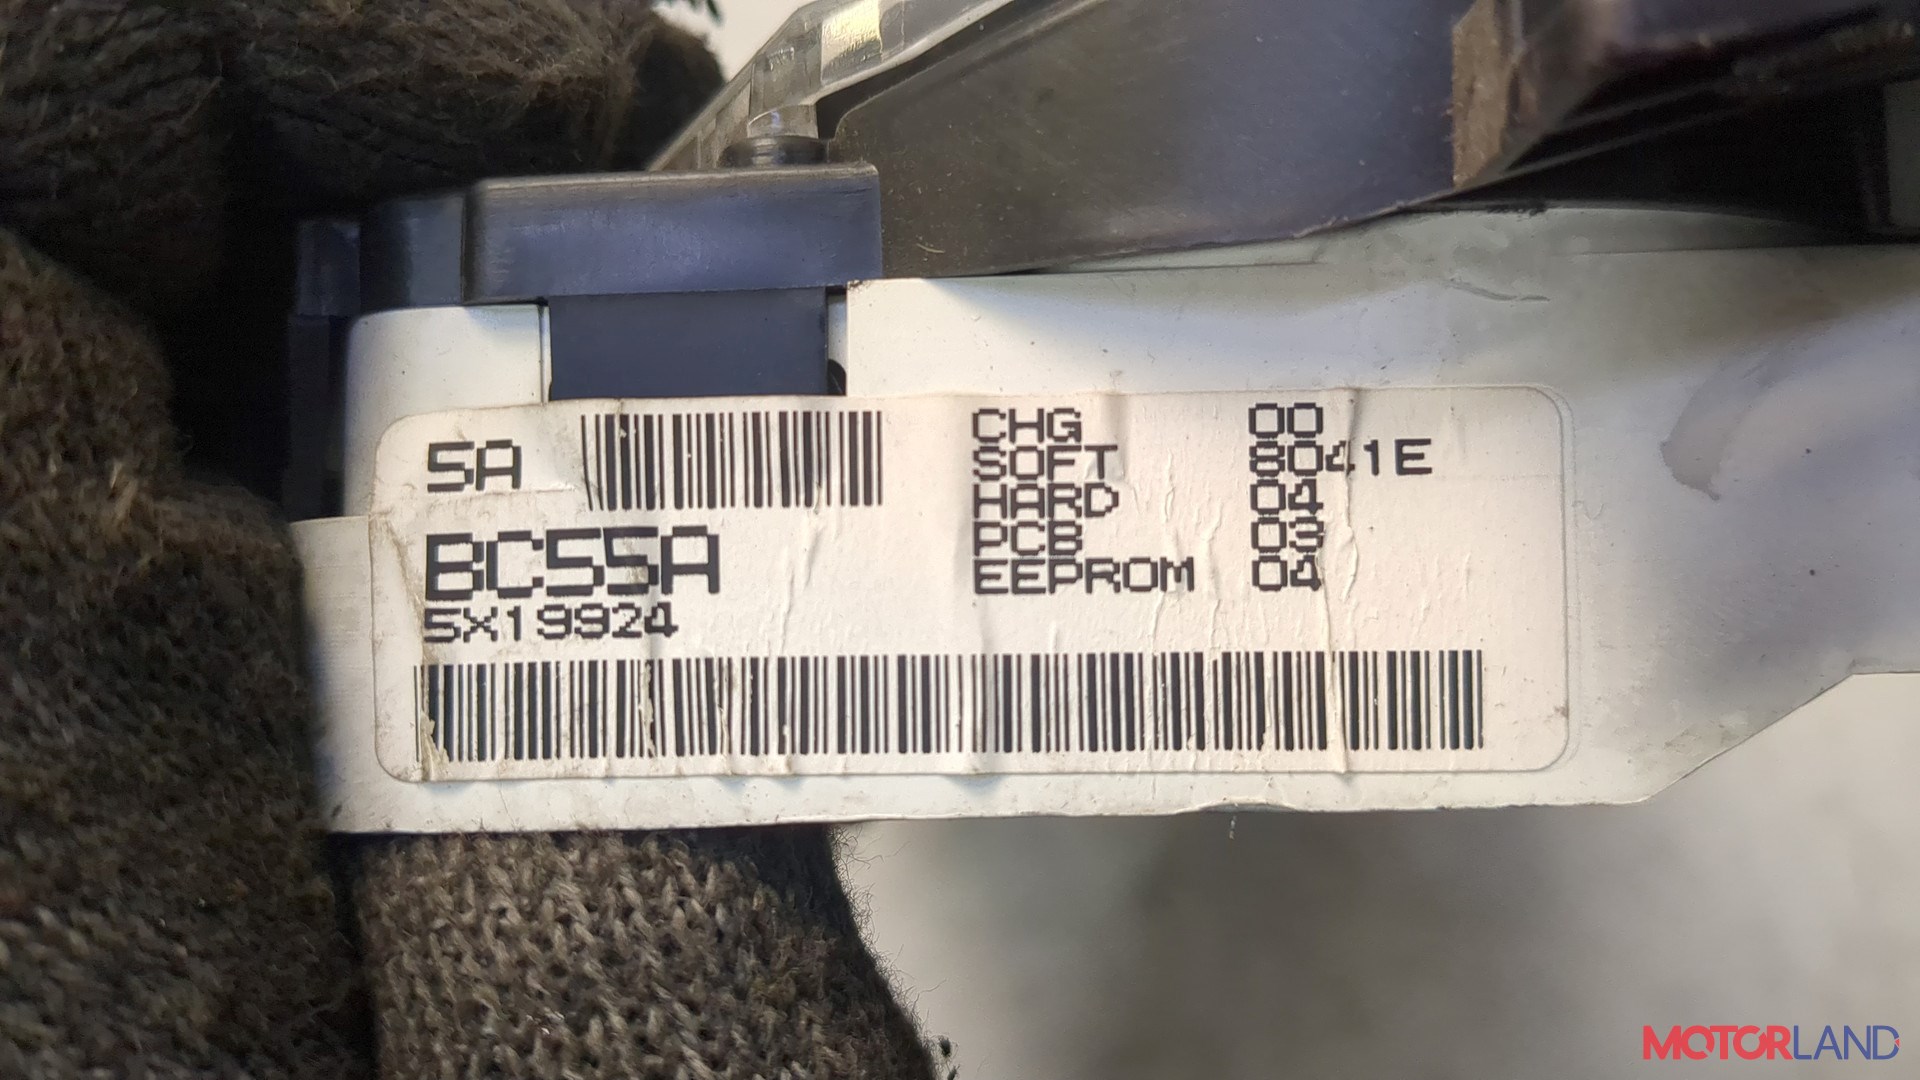 5A
BC55A
5X19924
CHG 00
SOFT 8041E
HARD 04
PCB 03
EEPROM 04
MOTORLAND